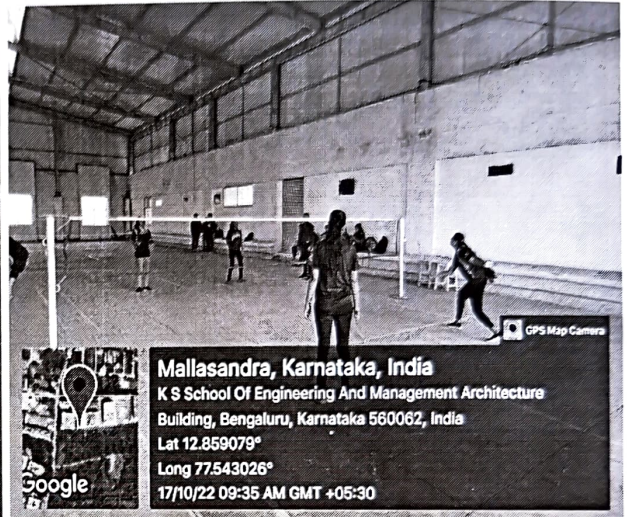 GPS Map Camera
Mallasandra, Karnataka, India
K S School Of Engineering And Management Architecture
Building, Bengaluru, Karnataka 560062, India
Lat 12.859079°
Long 77.543026°
17/10/22 09:35 AM GMT +05:30
Google